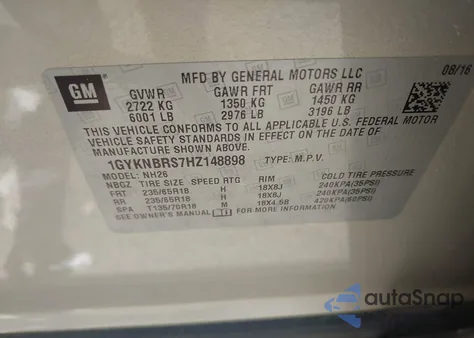 GM
MFD BY GENERAL MOTORS LLC
08/16
GVWR GAWR FRT GAWR RR
2722 KG 1350 KG 1450 KG
6001 LB 2976 LB 3196 LB
THIS VEHICLE CONFORMS TO ALL APPLICABLE U.S. FEDERAL MOTOR
VEHICLE SAFETY STANDARDS IN EFFECT ON THE DATE OF
MANUFACTURE SHOWN ABOVE.
1GYKNBRS7HZ148898 TYPE: M.P.V.
MODEL: NH26
NBGZ TIRE SIZE SPEED RTG RIM COLD TIRE PRESSURE
FRT 235/65R18 H 18X8J 240KPA(35PSI)
RR 235/65R18 H 18X8J 240KPA(35PSI)
SPA T135/70R18 M 18X4.5B 420KPA(60PSI)
SEE OWNER'S MANUAL FOR MORE INFORMATION
autoSnap